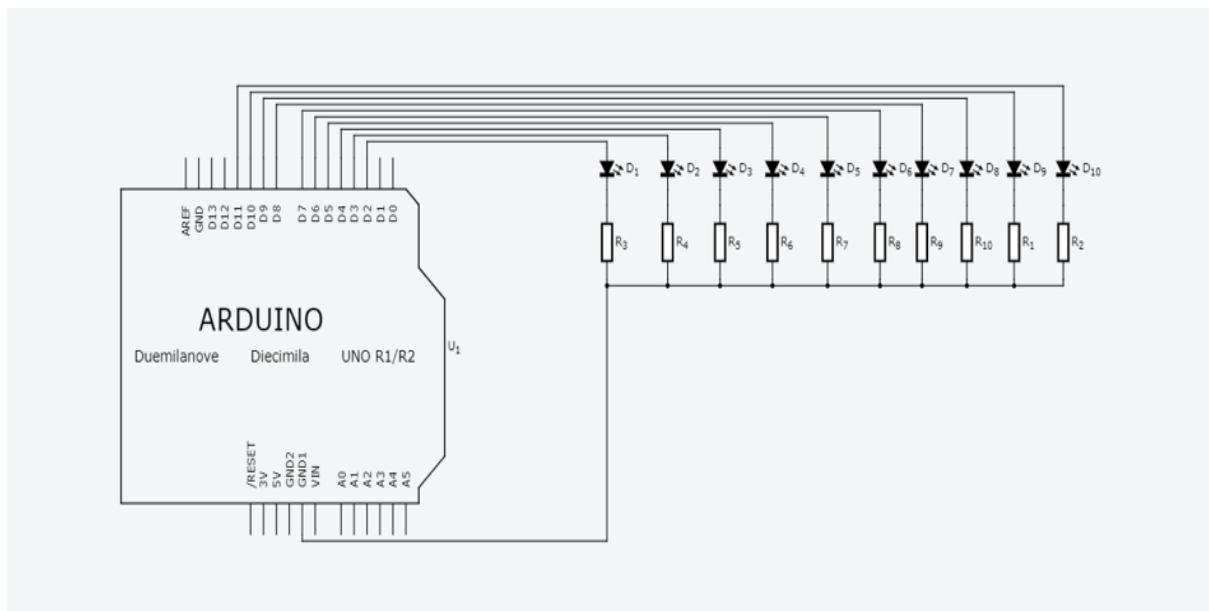 D1 D2 D3 D4 D5 D6 D7 D8 D9 D10
AREF GND D13 D12 D11 D10 D9 D8 D7 D6 D5 D4 D3 D2 D1 D0
R3 R4 R5 R6 R7 R8 R9 R10 R1 R2
ARDUINO
Duemilanove Diecimila UNO R1/R2
U1
/RESET 3V 5V GND2 GND1 VIN A0 A1 A2 A3 A4 A5